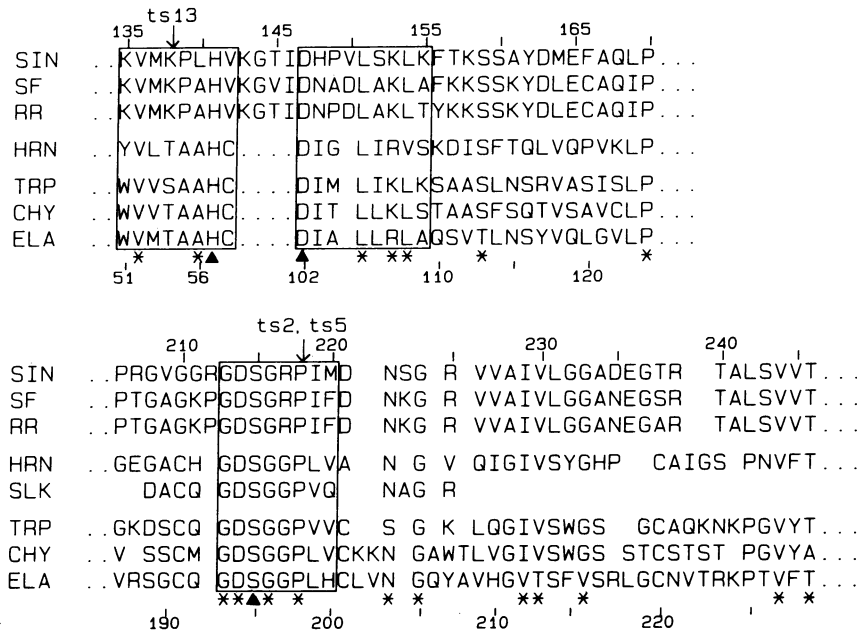 ts13
135 145 155 165
SIN ..KVMKPLHVKGTIDHPVLSKLKFTKSSAYDMEFAQLP...
SF ..KVMKPAHVKGVIDNADLAKLAFKKSSKYDLECAQIP...
RR ..KVMKPAHVKGTIDNPDLAKLTYKKSSKYDLECAQIP...
HRN ..YVLTAAHC....DIG LIRVSKDISFTQLVQPVKLP...
TRP ..WVVSAAHC....DIM LIKLKSAASLNSRVASISLP...
CHY ..WVVTAAHC....DIT LLKLSTAASFSQTVSAVCLP...
ELA ..WVMTAAHC....DIA LLRLAQSVTLNSYVQLGVLP...
* * ▲ ▲ * * * * *
51 56 102 110 120
ts2, ts5
210 220 230 240
SIN ..PRGVGGRGDSGRPIMD NSG R VVAIVLGGADEGTR TALSVVT...
SF ..PTGAGKPGDSGRPIFD NKG R VVAIVLGGANEGSR TALSVVT...
RR ..PTGAGKPGDSGRPIFD NKG R VVAIVLGGANEGAR TALSVVT...
HRN ..GEGACH GDSGGPLVA N G V QIGIVSYGHP CAIGS PNVFT...
SLK DACQ GDSGGPVQ NAG R
TRP ..GKDSCQ GDSGGPVVC S G K LQGIVSWGS GCAQKNKPGVYT...
CHY ..V SSCM GDSGGPLVCKKN GAWTLVGIVSWGS STCSTST PGVYA...
ELA ..VRSGCQ GDSGGPLHCLVN GQYAVHGVTSFVSRLGCNVTRKPTVFT...
* * ▲ * * * * * * * * *
190 200 210 220